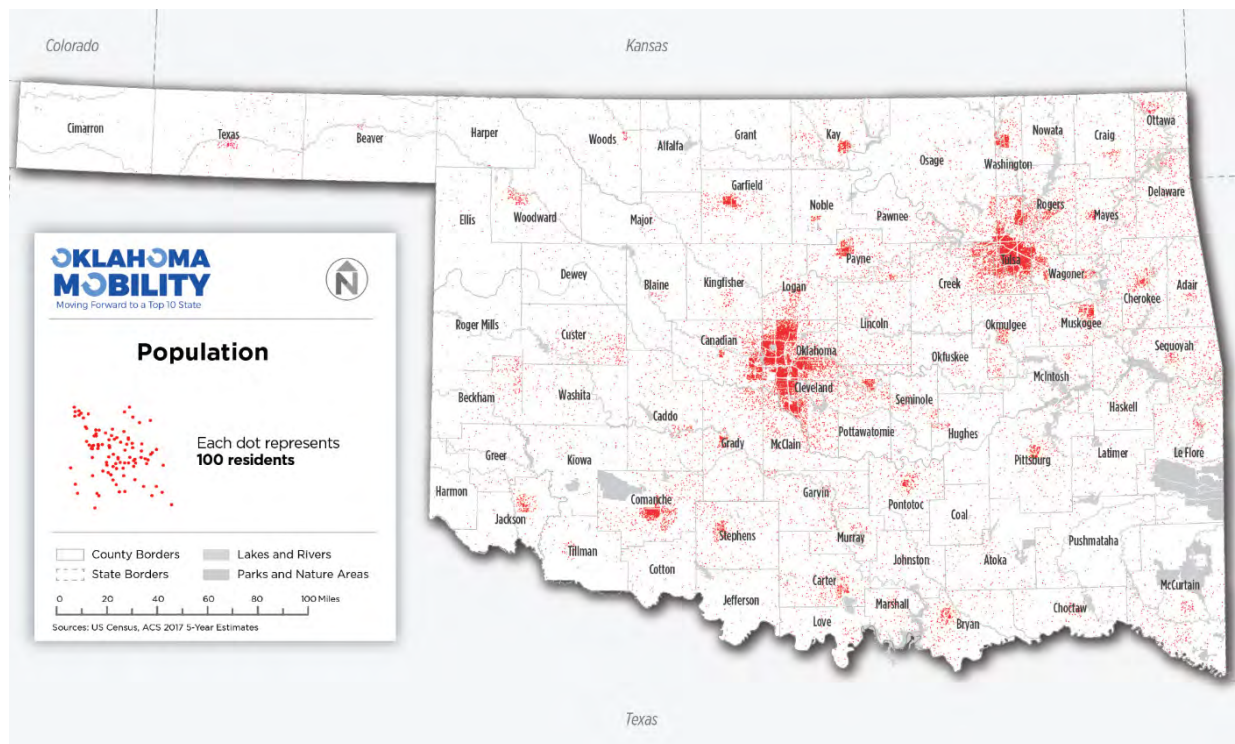 Colorado
Kansas
Cimarron
Texas
Beaver
Harper
Woods
Alfalfa
Grant
Kay
Osage
Washington
Nowata
Craig
Ottawa
Ellis
Woodward
Major
Garfield
Noble
Pawnee
Rogers
Mayes
Delaware
Dewey
Blaine
Kingfisher
Logan
Payne
Creek
Tulsa
Wagoner
Cherokee
Adair
Roger Mills
Custer
Canadian
Oklahoma
Lincoln
Okmulgee
Muskogee
Okfuskee
McIntosh
Sequoyah
Beckham
Washita
Caddo
Cleveland
Seminole
Haskell
Grady
McClain
Pottawatomie
Hughes
Pittsburg
Latimer
Le Flore
Greer
Kiowa
Harmon
Jackson
Comanche
Garvin
Pontotoc
Coal
Tillman
Stephens
Murray
Johnston
Atoka
Pushmataha
Cotton
Carter
McCurtain
Jefferson
Love
Marshall
Bryan
Choctaw
Texas
OKLAHOMA
MOBILITY
Moving Forward to a Top 10 State
N
Population
Each dot represents
100 residents
County Borders
Lakes and Rivers
State Borders
Parks and Nature Areas
0 20 40 60 80 100 Miles
Sources: US Census, ACS 2017 5-Year Estimates